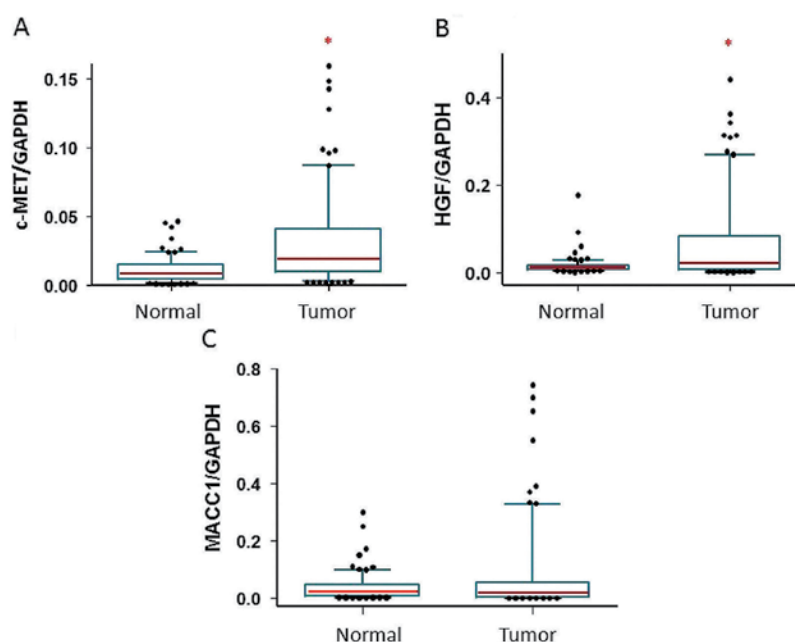 A
*
c-MET/GAPDH
0.15
0.10
0.05
0.00
Normal
Tumor
B
*
HGF/GAPDH
0.4
0.2
0.0
Normal
Tumor
C
MACC1/GAPDH
0.8
0.6
0.4
0.2
0.0
Normal
Tumor